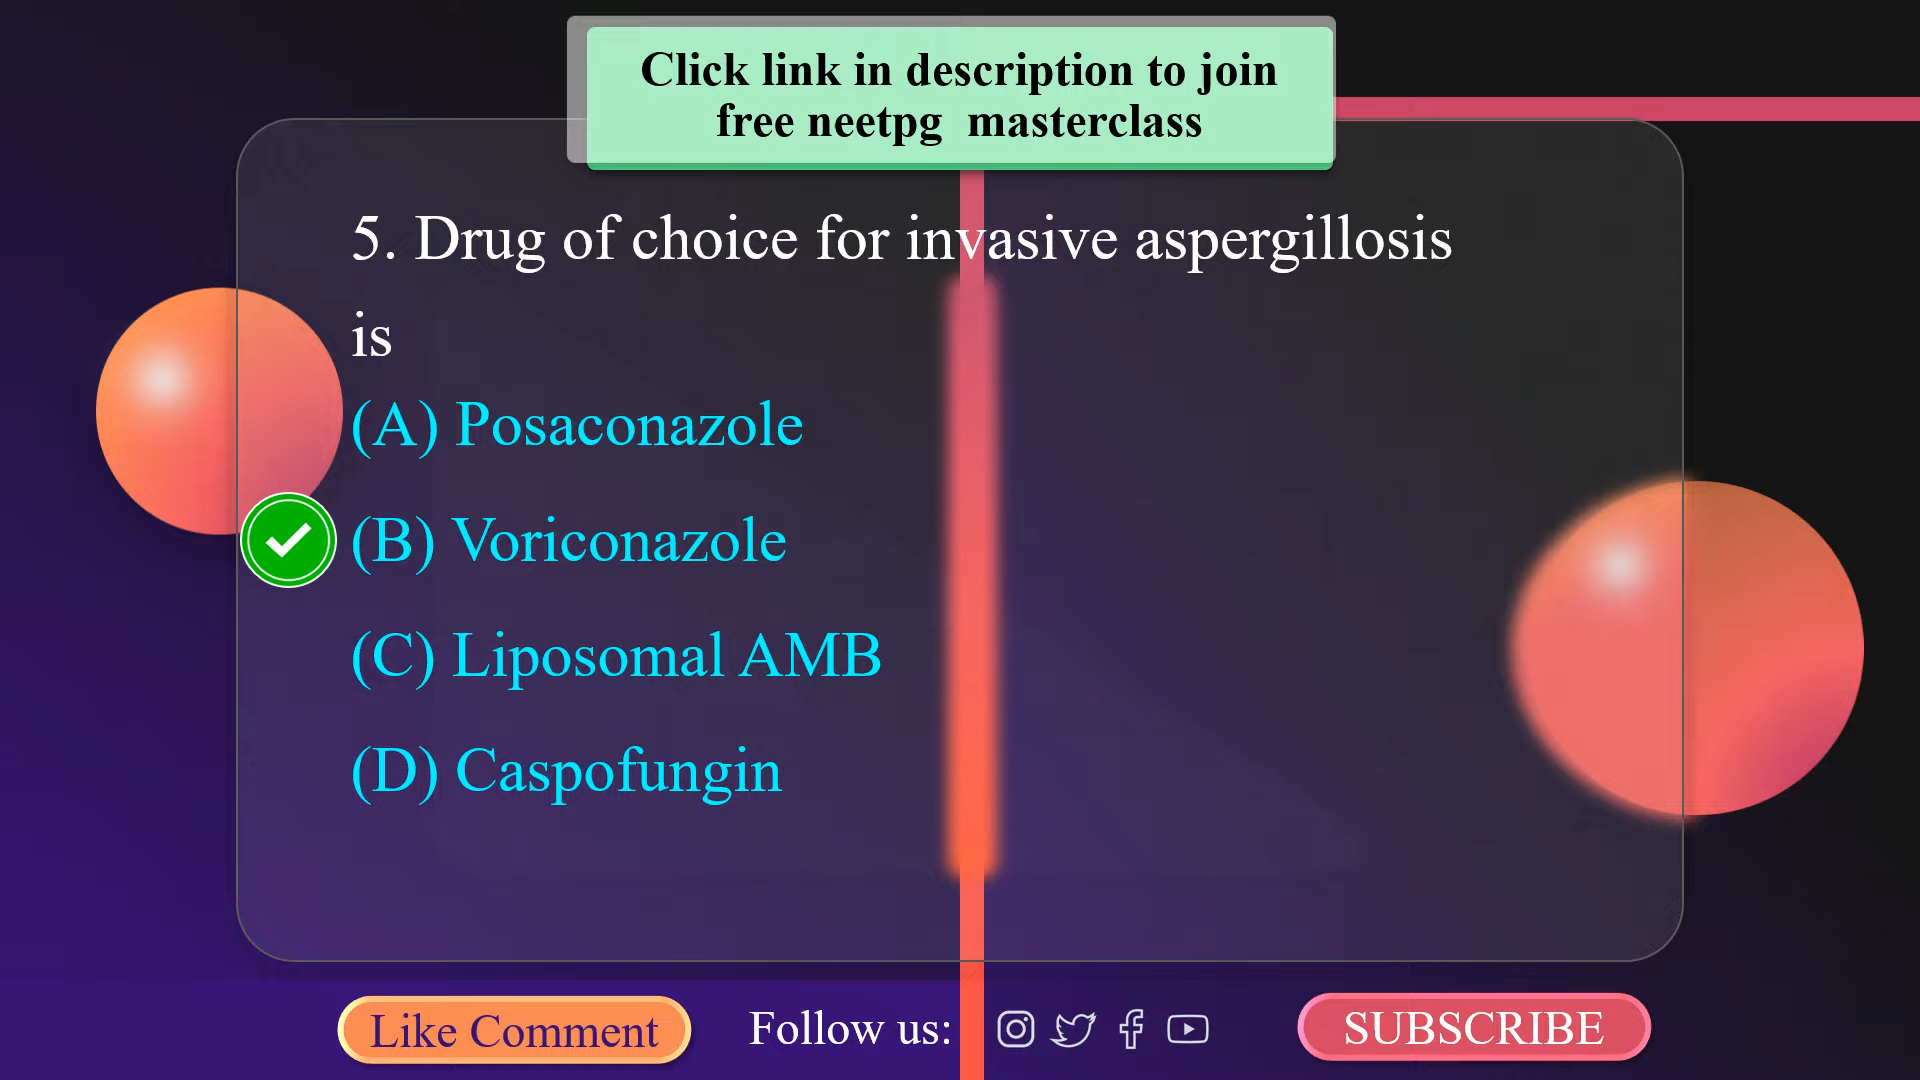 Click link in description to join
free neetpg masterclass
5. Drug of choice for invasive aspergillosis
is
(A) Posaconazole
(B) Voriconazole
(C) Liposomal AMB
(D) Caspofungin
Like Comment
Follow us:
SUBSCRIBE